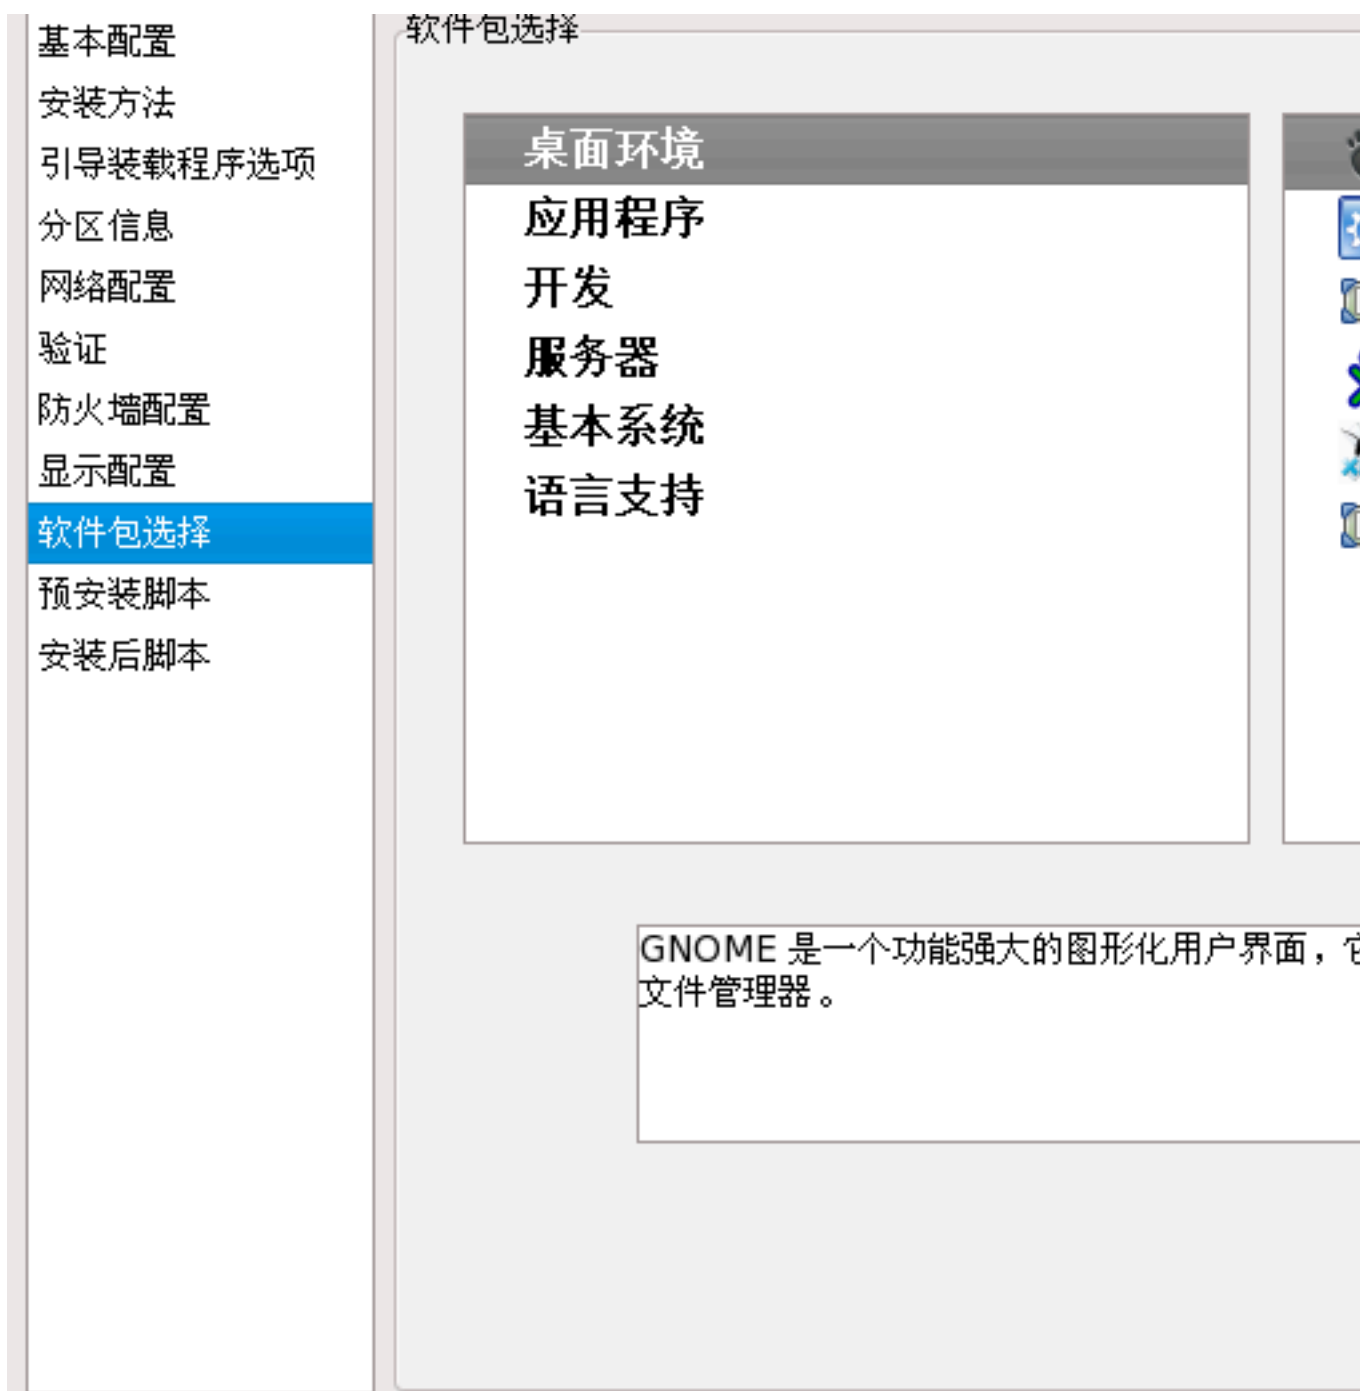 基本配置
安装方法
引导装载程序选项
分区信息
网络配置
验证
防火墙配置
显示配置
软件包选择
预安装脚本
安装后脚本
软件包选择
桌面环境
应用程序
开发
服务器
基本系统
语言支持
GNOME 是一个功能强大的图形化用户界面，
文件管理器。